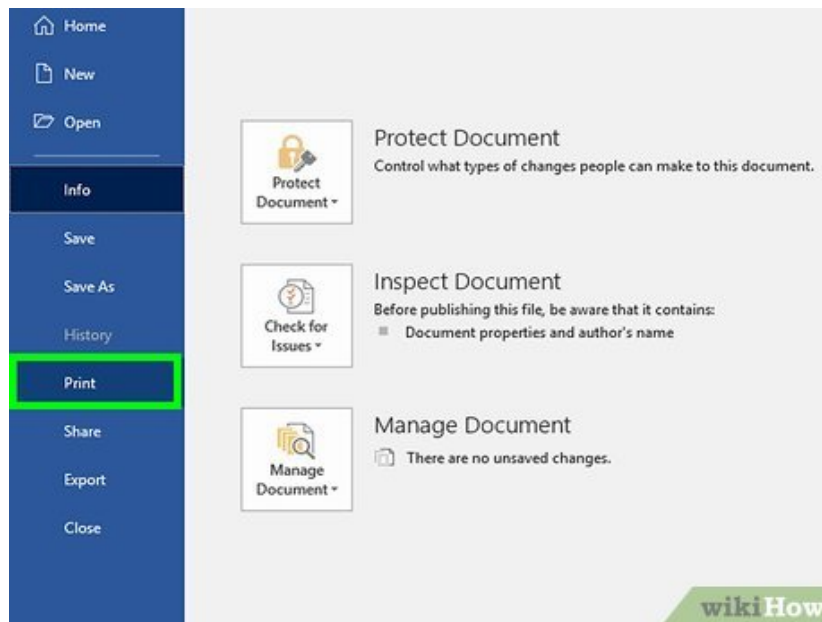 Home
New
Open
Info
Save
Save As
History
Print
Share
Export
Close
Protect
Document
Protect Document
Control what types of changes people can make to this document.
Check for
Issues
Inspect Document
Before publishing this file, be aware that it contains:
Document properties and author's name
Manage
Document
Manage Document
There are no unsaved changes.
wikiHow